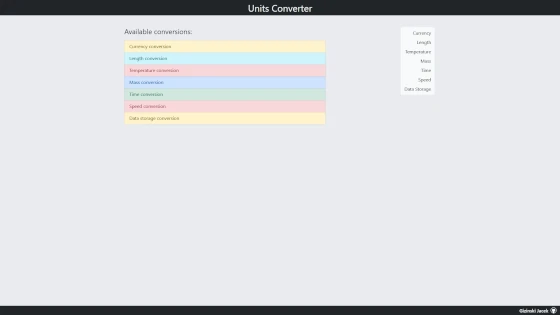 Units Converter
Available conversions:
Currency conversion
Length conversion
Temperature conversion
Mass conversion
Time conversion
Speed conversion
Data storage conversion
Currency
Length
Temperature
Mass
Time
Speed
Data Storage
Gizinski Jacek